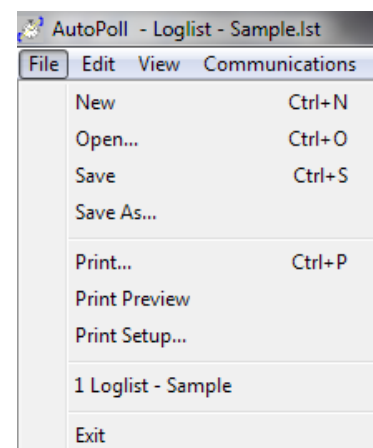 AutoPoll - Loglist - Sample.lst
File Edit View Communications
New Ctrl+N
Open... Ctrl+O
Save Ctrl+S
Save As...
Print... Ctrl+P
Print Preview
Print Setup...
1 Loglist - Sample
Exit